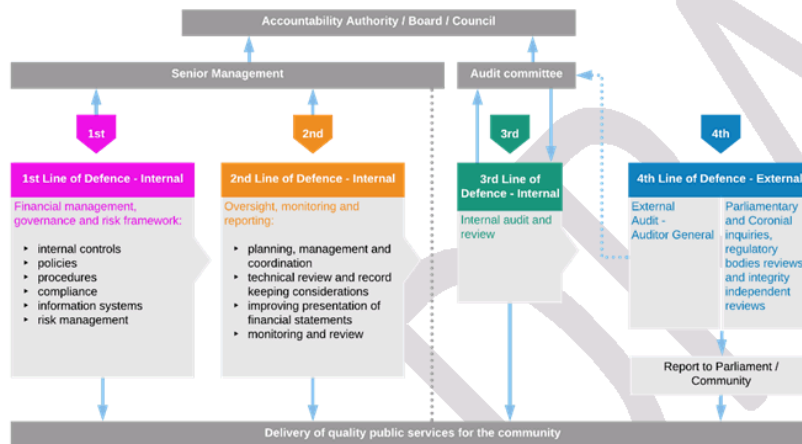 Accountability Authority / Board / Council
Senior Management
Audit committee
1st
2nd
3rd
4th
1st Line of Defence - Internal
Financial management,
governance and risk framework:
internal controls
policies
procedures
compliance
information systems
risk management
2nd Line of Defence - Internal
Oversight, monitoring and
reporting:
planning, management and
coordination
technical review and record
keeping considerations
improving presentation of
financial statements
monitoring and review
3rd Line of
Defence - Internal
Internal audit and
review
4th Line of Defence - External
External
Audit -
Auditor General
Parliamentary
and Coronial
inquiries,
regulatory
bodies reviews
and integrity
independent
reviews
Report to Parliament /
Community
Delivery of quality public services for the community